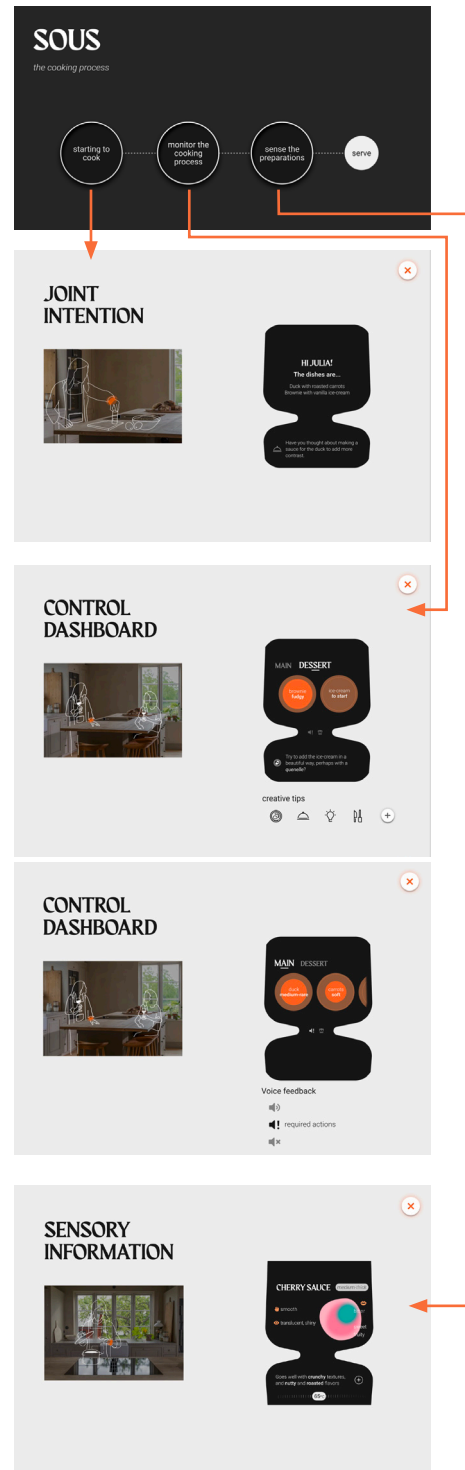 SOUS
the cooking process
starting to
cook
monitor the
cooking
process
sense the
preparations
serve
JOINT
INTENTION
HI JULIA!
The dishes are...
Duck with roasted carrots
Brownie with vanilla ice-cream
Have you thought about making a
sauce for the duck to add more
contrast
CONTROL
DASHBOARD
MAIN DESSERT
brownie
fudgy
ice-cream
to start
Try to add the ice-cream in a
beautiful way, perhaps with a
quenelle?
creative tips
CONTROL
DASHBOARD
MAIN DESSERT
duck
medium-rare
carrots
soft
Voice feedback
required actions
SENSORY
INFORMATION
CHERRY SAUCE
smooth
translucent, shiny
Goes well with crunchy textures,
and nutty and roasted flavors